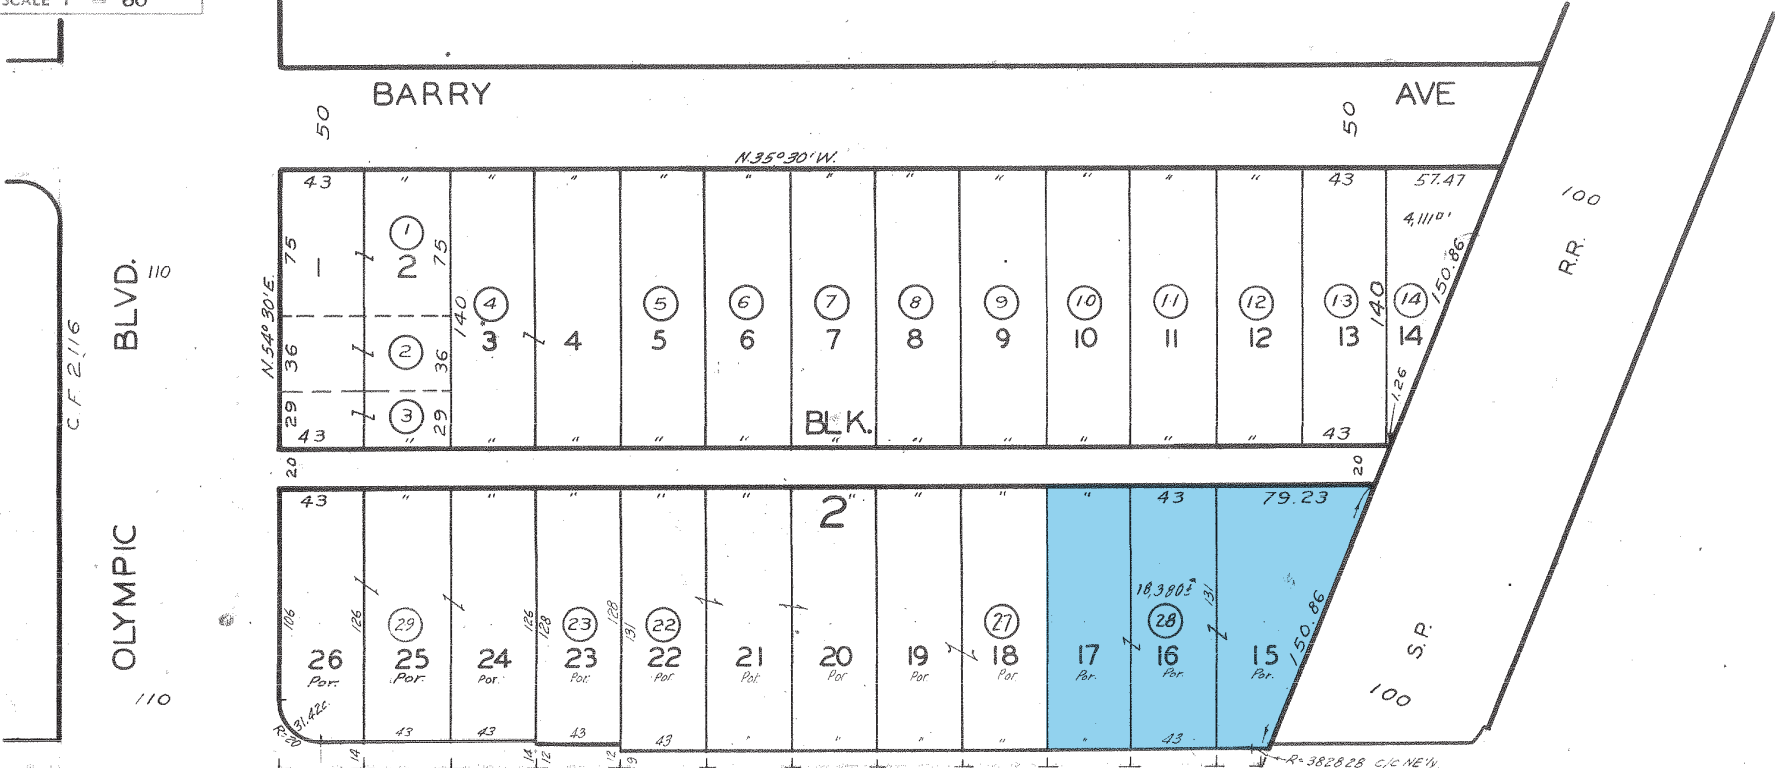 SCALE 1" = 60'
BARRY AVE
50 50
N.35°30'W.
43 " " " " " " " " " " " 43 57.47
4,111
100
R.R.
75 1 1 2 75
BLVD. 110
N.54°30'E.
C.F. 2116
140 4 5 6 7 8 9 10 11 12 13 140 14 150.86
36 2 36 3 4 5 6 7 8 9 10 11 12 13 14
1.26
29 3 29
BLK.
43 " " " " " " " " " " " 43
20 20
43 " " " " " " " " " " 43 79.23
2
OLYMPIC
18,380±
106 126 126 128 128 131 131 150.86
29 23 22 27 28
26 25 24 23 22 21 20 19 18 17 16 15
Por. Por. Por. Por. Por. Por. Por. Por. Por. Por. Por. Por.
S.P.
100
110
R=20 31.42c
43 43 43 43 " " " " " 43
14 14 12 12 9
R=3828.28 C/C NE'LY.